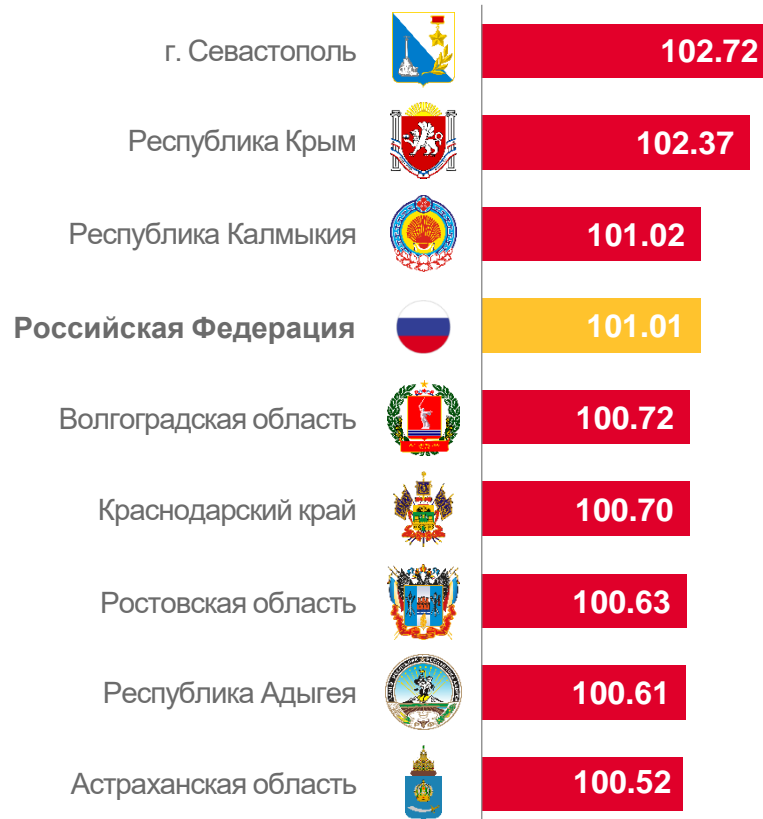 г. Севастополь 102.72
Республика Крым 102.37
Республика Калмыкия 101.02
Российская Федерация 101.01
Волгоградская область 100.72
Краснодарский край 100.70
Ростовская область 100.63
Республика Адыгея 100.61
Астраханская область 100.52